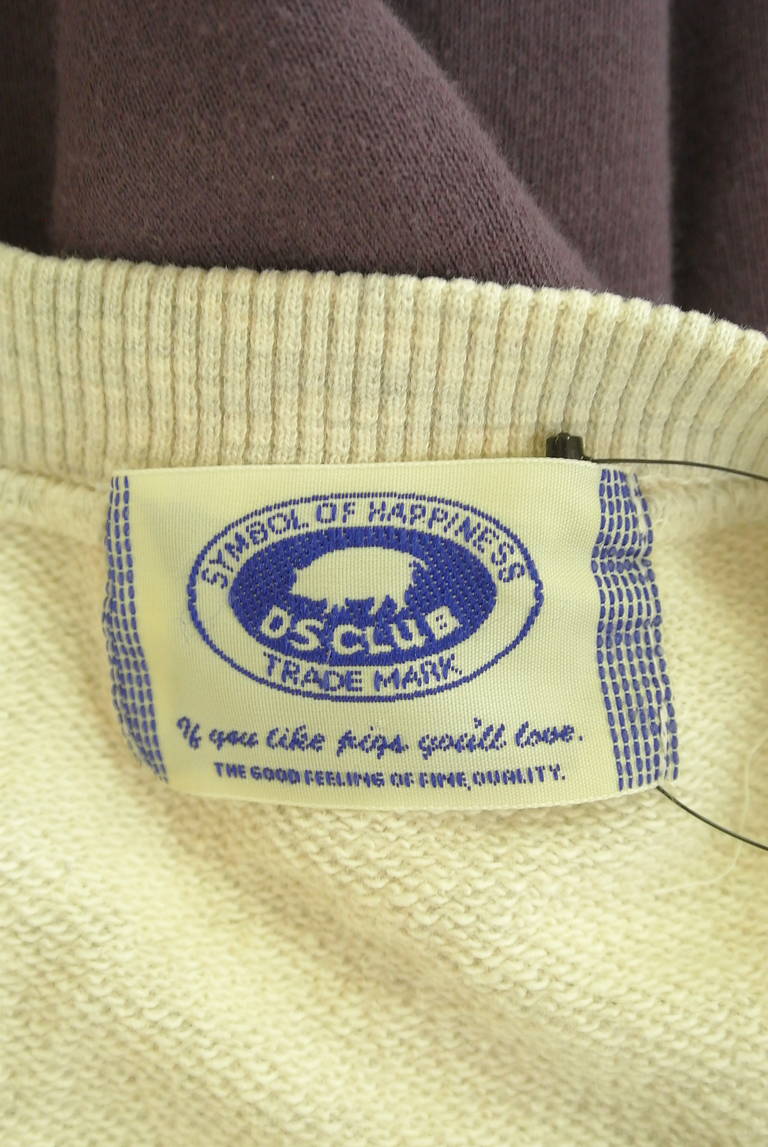 SYMBOL OF HAPPINESS
DS CLUB
TRADE MARK
If you like pigs you'll love.
THE GOOD FEELING OF FINE, QUALITY.